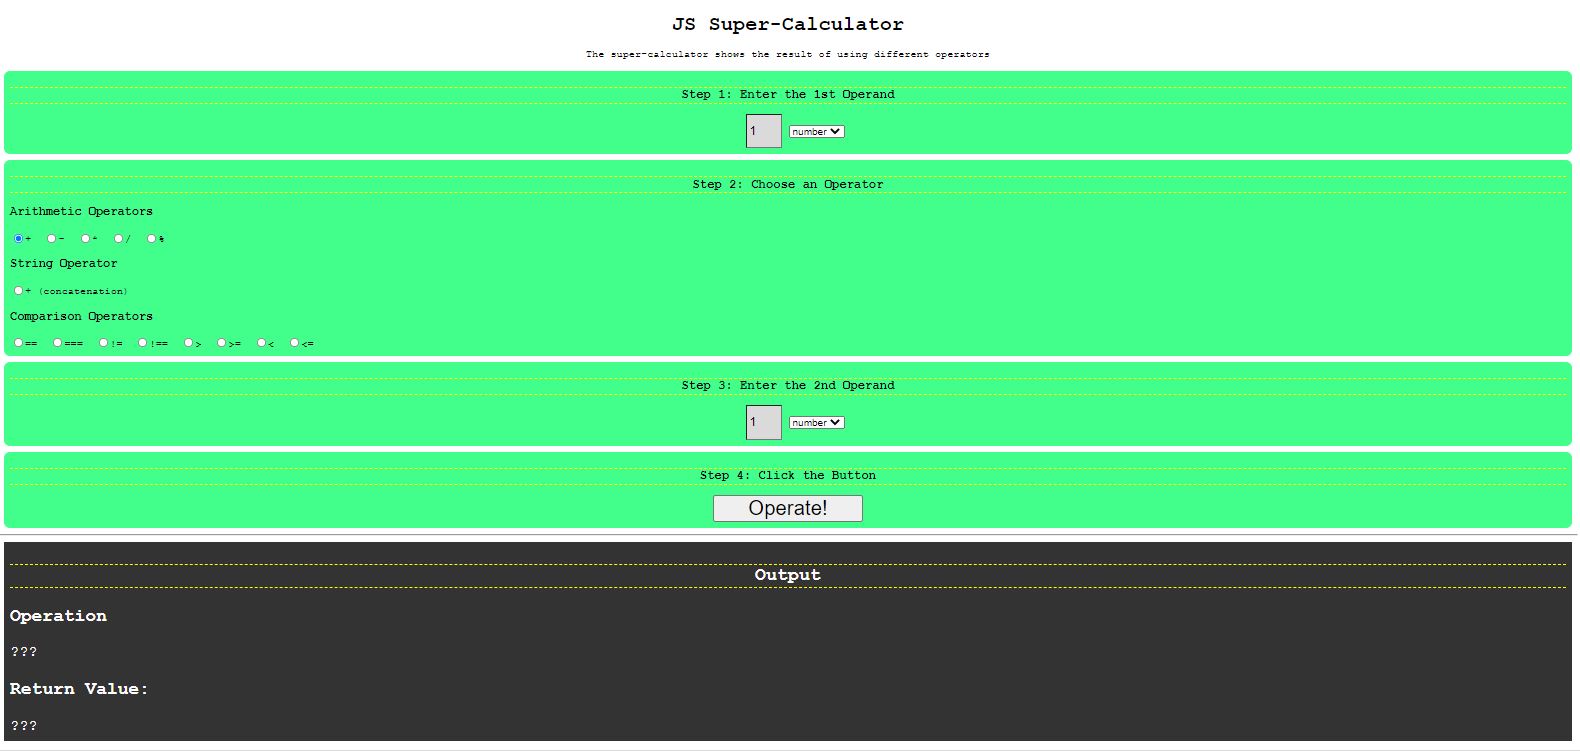 JS Super-Calculator
The super-calculator shows the result of using different operators
Step 1: Enter the 1st Operand
1 number
Step 2: Choose an Operator
Arithmetic Operators
+ - * / %
String Operator
+ (concatenation)
Comparison Operators
== === != !== > >= < <=
Step 3: Enter the 2nd Operand
1 number
Step 4: Click the Button
Operate!
Output
Operation
???
Return Value:
???